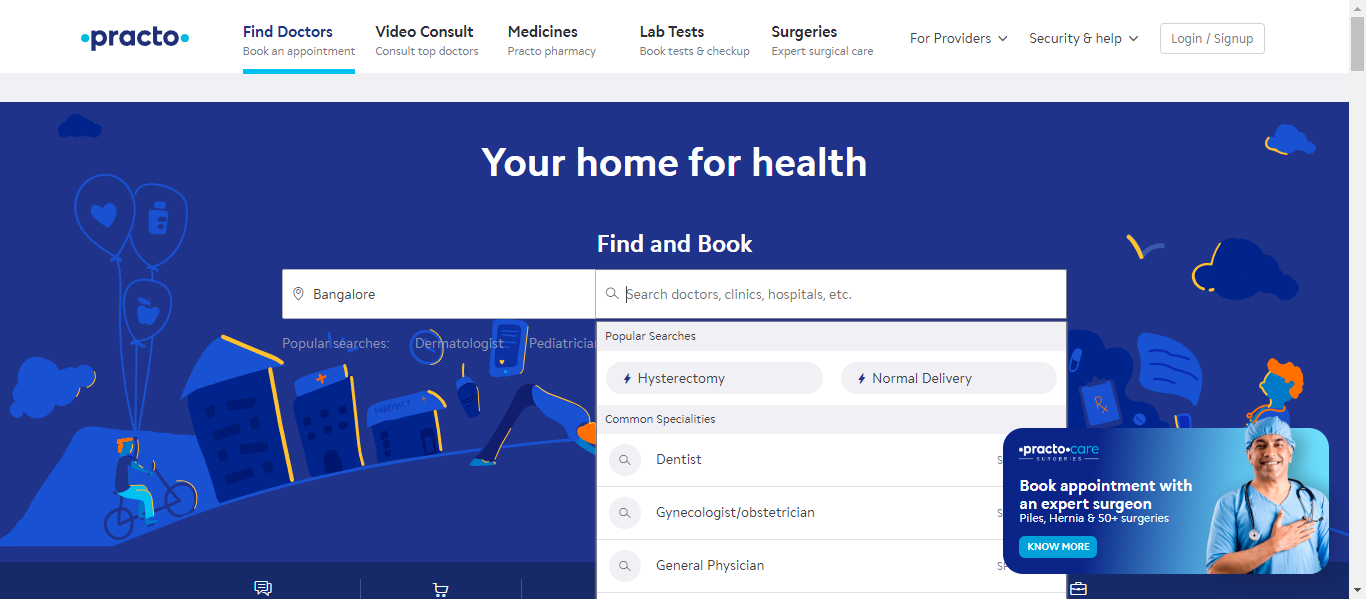 practo
Find Doctors
Book an appointment
Video Consult
Consult top doctors
Medicines
Practo pharmacy
Lab Tests
Book tests & checkup
Surgeries
Expert surgical care
For Providers
Security & help
Login / Signup
Your home for health
Find and Book
Bangalore
Search doctors, clinics, hospitals, etc.
Popular searches:
Dermatologist
Popular Searches
Hysterectomy
Normal Delivery
Common Specialities
Dentist
Gynecologist/obstetrician
General Physician
PHARMACY
Rx
practo care
SURGERIES
Book appointment with
an expert surgeon
Piles, Hernia & 50+ surgeries
KNOW MORE